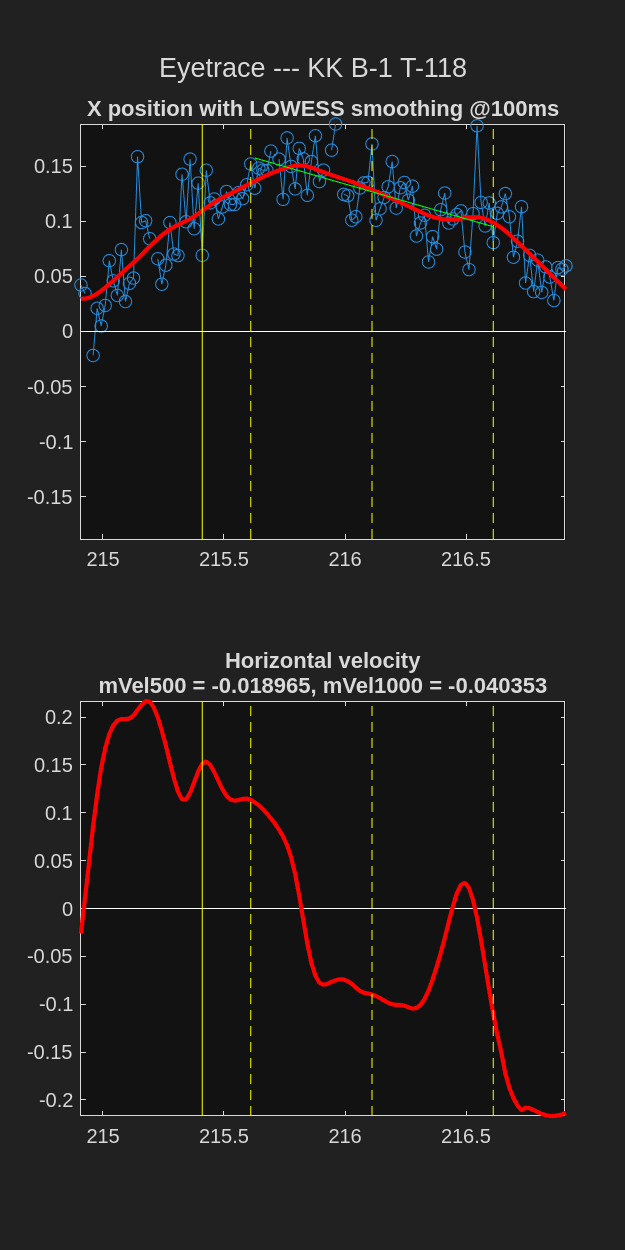 Eyetrace --- KK B-1 T-118
X position with LOWESS smoothing @100ms
0.15
0.1
0.05
0
-0.05
-0.1
-0.15
215 215.5 216 216.5
Horizontal velocity
mVel500 = -0.018965, mVel1000 = -0.040353
0.2
0.15
0.1
0.05
0
-0.05
-0.1
-0.15
-0.2
215 215.5 216 216.5